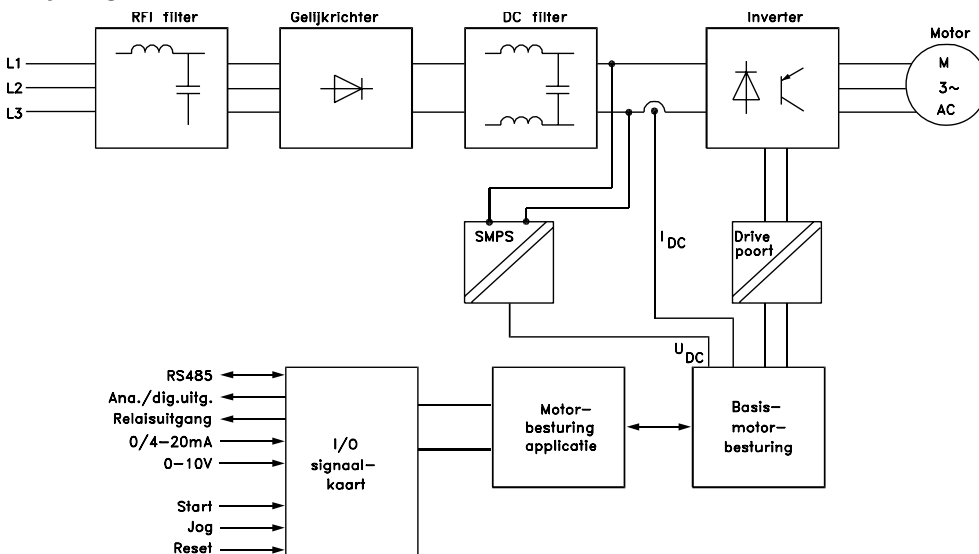 RFI filter
Gelijkrichter
DC filter
Inverter
Motor
L1
L2
L3
M
3~
AC
SMPS
I DC
Drive
poort
U DC
RS485
Ana./dig.uitg.
Relaisuitgang
0/4-20mA
0-10V
Start
Jog
Reset
I/O
signaal-
kaart
Motor-
besturing
applicatie
Basis-
motor-
besturing